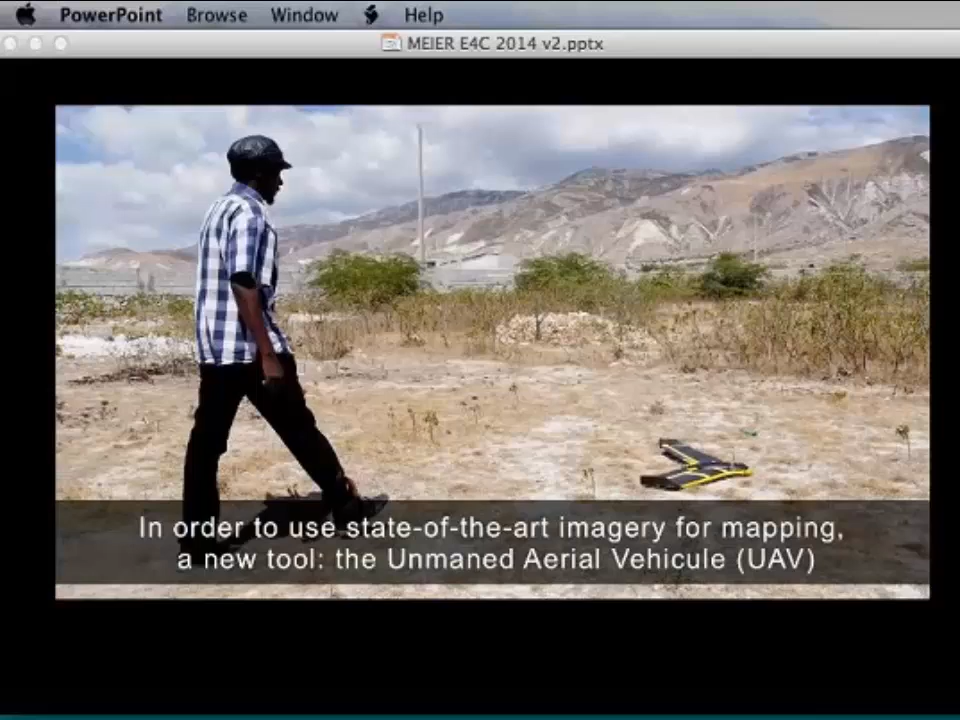 PowerPoint Browse Window Help
MEIER E4C 2014 v2.pptx
In order to use state-of-the-art imagery for mapping,
a new tool: the Unmaned Aerial Vehicule (UAV)